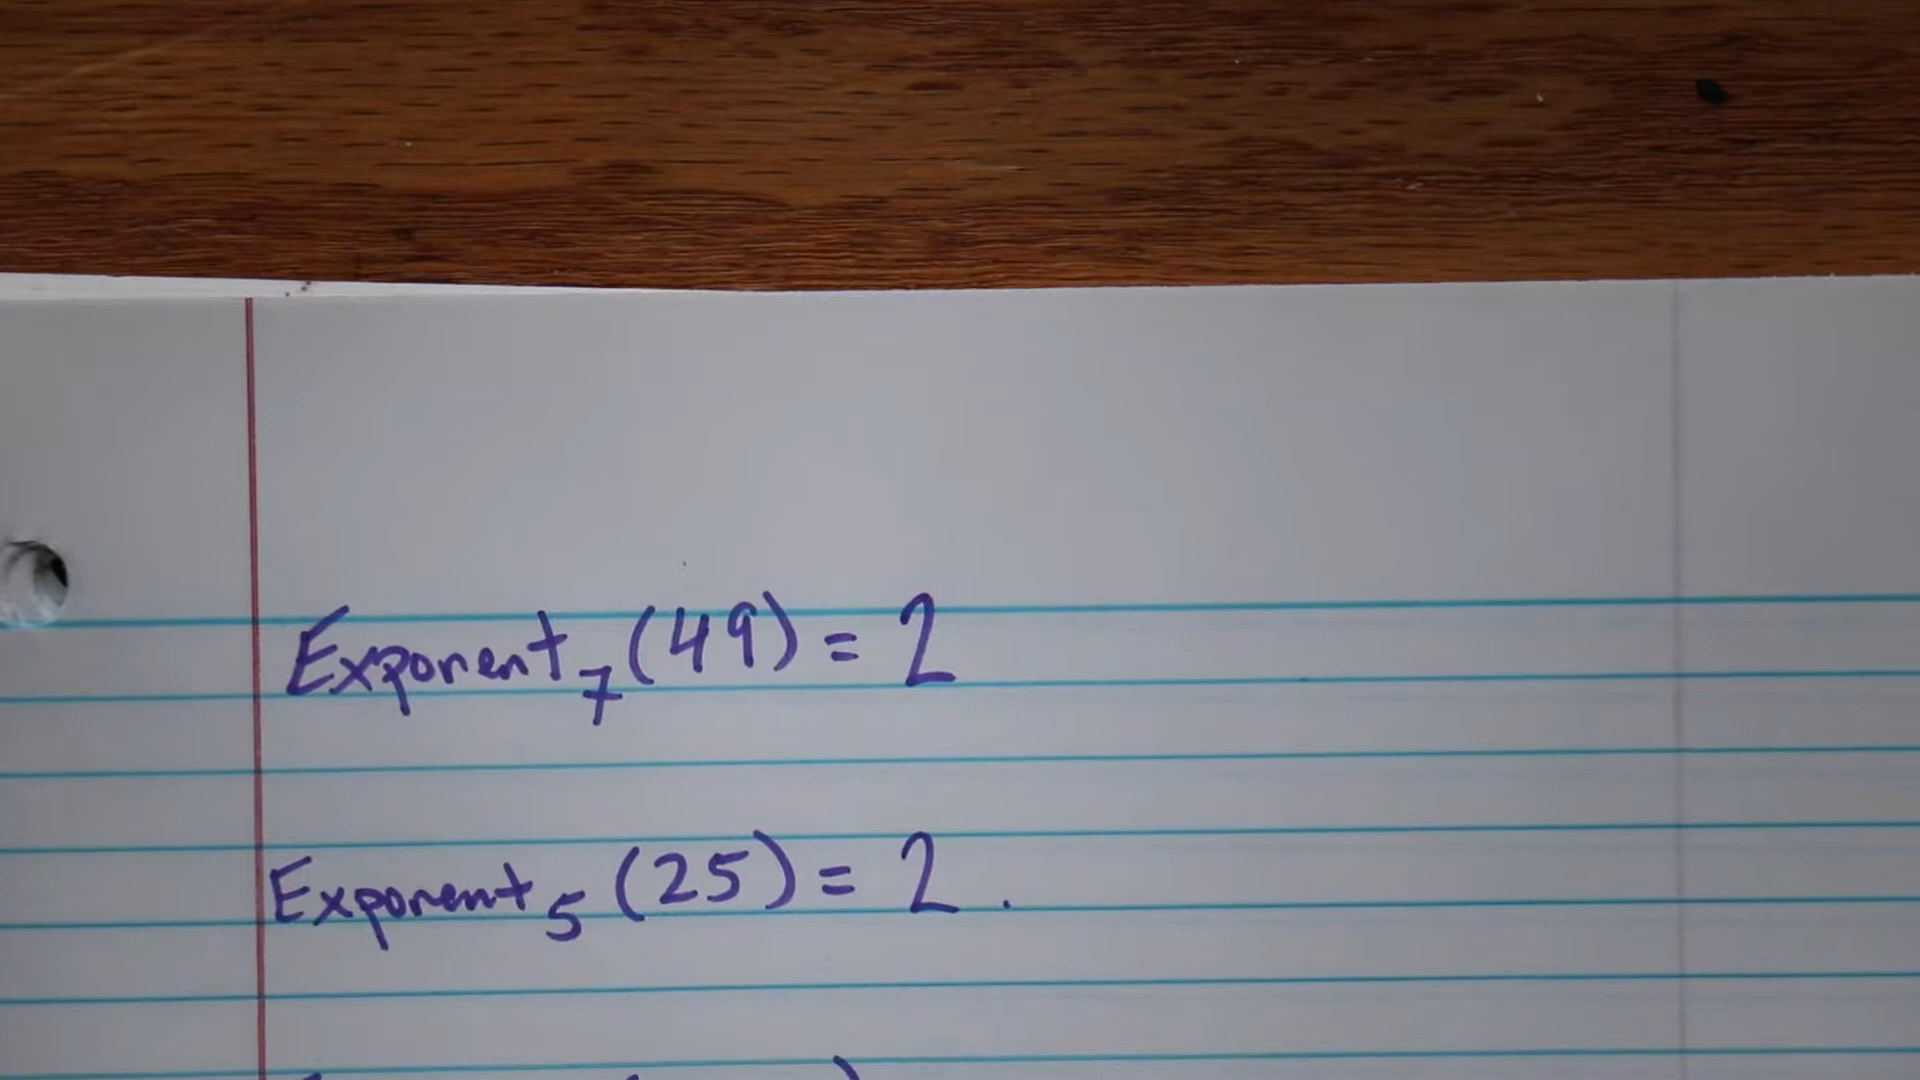 Exponent₇(49) = 2
Exponent₅(25) = 2.